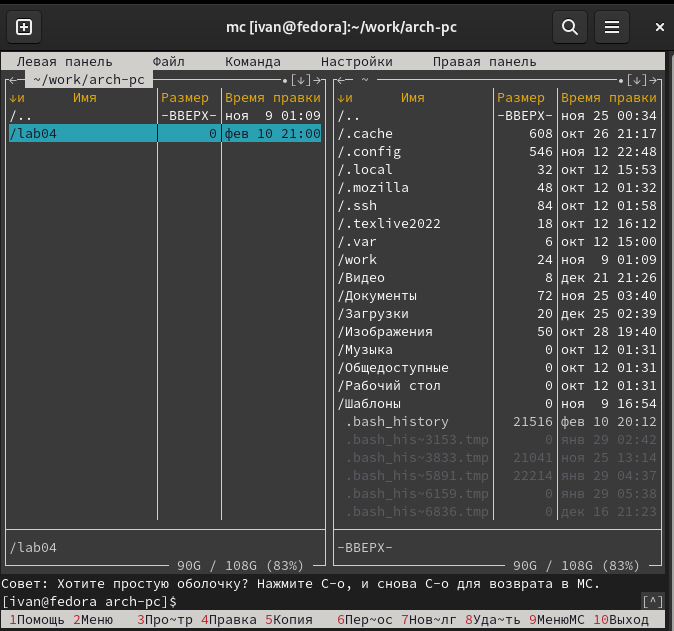 mc [ivan@fedora]:~/work/arch-pc
Левая панель Файл Команда Настройки Правая панель
~/work/arch-pc .[↓] ~ .[↓]
↓и Имя Размер Время правки ↓и Имя Размер Время правки
/.. -ВВЕРХ- ноя 9 01:09 /.. -ВВЕРХ- ноя 25 00:34
/lab04 0 фев 10 21:00 /.cache 608 окт 26 21:17
/.config 546 ноя 12 22:48
/.local 32 окт 12 15:53
/.mozilla 48 окт 12 01:32
/.ssh 84 окт 12 01:58
/.texlive2022 18 окт 12 16:12
/.var 6 окт 12 15:00
/work 24 ноя 9 01:09
/Видео 8 дек 21 21:26
/Документы 72 ноя 25 03:40
/Загрузки 20 дек 25 02:39
/Изображения 50 окт 28 19:40
/Музыка 0 окт 12 01:31
/Общедоступные 0 окт 12 01:31
/Рабочий стол 0 окт 12 01:31
/Шаблоны 0 ноя 9 16:54
.bash_history 21516 фев 10 20:12
.bash_his~3153.tmp 0 янв 29 02:42
.bash_his~3833.tmp 21041 ноя 25 13:14
.bash_his~5891.tmp 22214 янв 29 04:37
.bash_his~6159.tmp 0 янв 29 05:38
.bash_his~6836.tmp 0 дек 16 21:23
/lab04 -ВВЕРХ-
90G / 108G (83%) 90G / 108G (83%)
Совет: Хотите простую оболочку? Нажмите C-o, и снова C-o для возврата в MC.
[ivan@fedora arch-pc]$ [^]
1Помощь 2Меню 3Про~тр 4Правка 5Копия 6Пер~ос 7Нов~лг 8Уда~ть 9МенюMC 10Выход